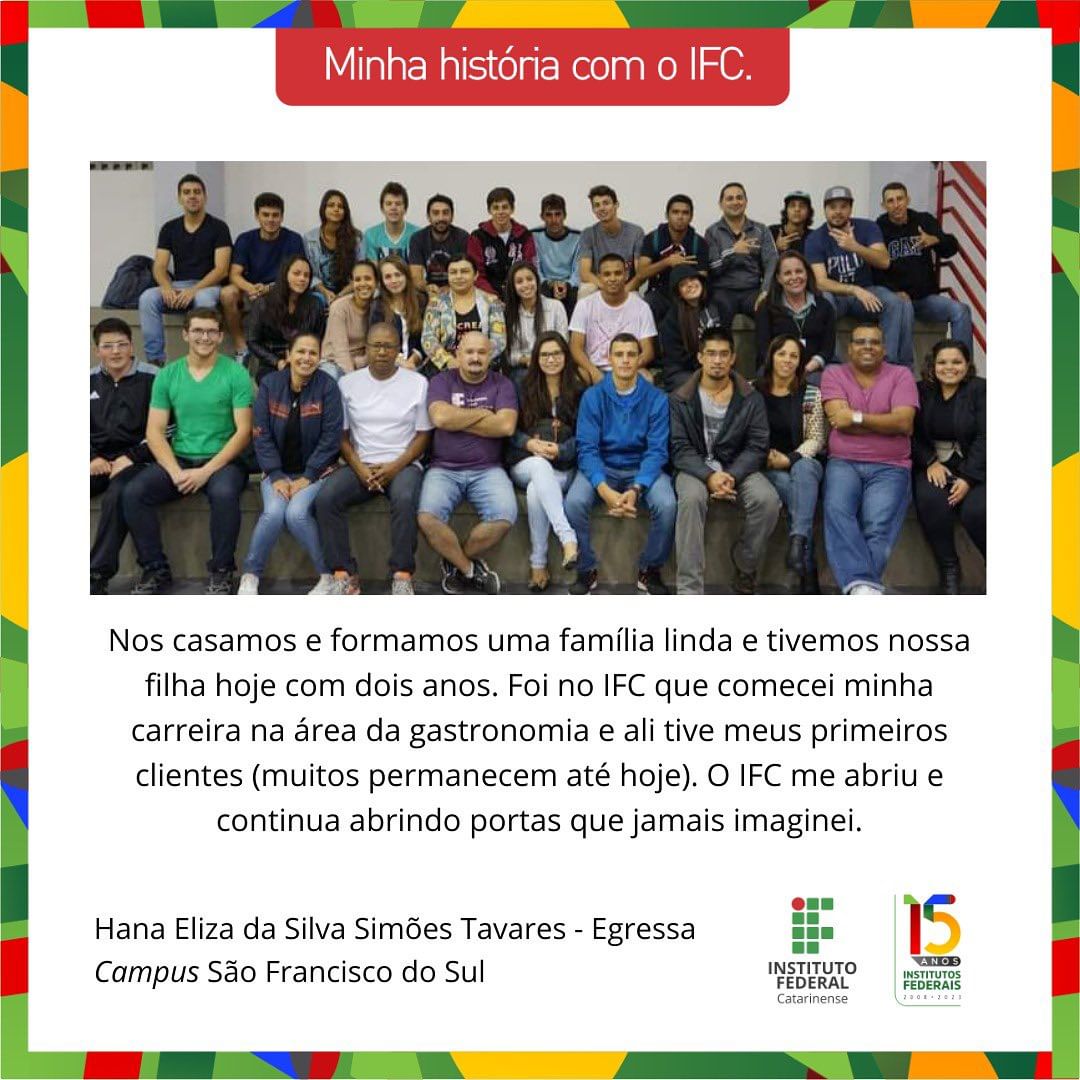 Minha história com o IFC.
GAP
Nos casamos e formamos uma família linda e tivemos nossa
filha hoje com dois anos. Foi no IFC que comecei minha
carreira na área da gastronomia e ali tive meus primeiros
clientes (muitos permanecem até hoje). O IFC me abriu e
continua abrindo portas que jamais imaginei.
Hana Eliza da Silva Simões Tavares - Egressa
Campus São Francisco do Sul
INSTITUTO
FEDERAL
Catarinense
15
ANOS
INSTITUTOS
FEDERAIS
2008 • 2023